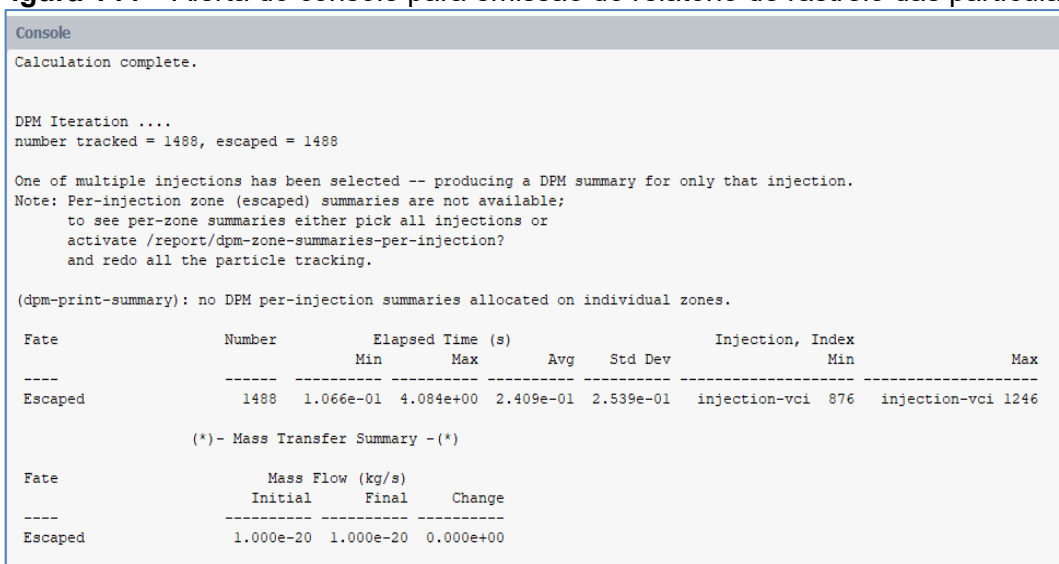 Console
Calculation complete.
DPM Iteration ....
number tracked = 1488, escaped = 1488
One of multiple injections has been selected -- producing a DPM summary for only that injection.
Note: Per-injection zone (escaped) summaries are not available;
to see per-zone summaries either pick all injections or
activate /report/dpm-zone-summaries-per-injection?
and redo all the particle tracking.
(dpm-print-summary): no DPM per-injection summaries allocated on individual zones.
Fate Number Elapsed Time (s) Injection, Index
Min Max Avg Std Dev Min Max
---- ------ ---------- ---------- ---------- ---------- -------------------- --------------------
Escaped 1488 1.066e-01 4.084e+00 2.409e-01 2.539e-01 injection-vci 876 injection-vci 1246
(*)- Mass Transfer Summary -(*)
Fate Mass Flow (kg/s)
Initial Final Change
---- ---------- ---------- ----------
Escaped 1.000e-20 1.000e-20 0.000e+00